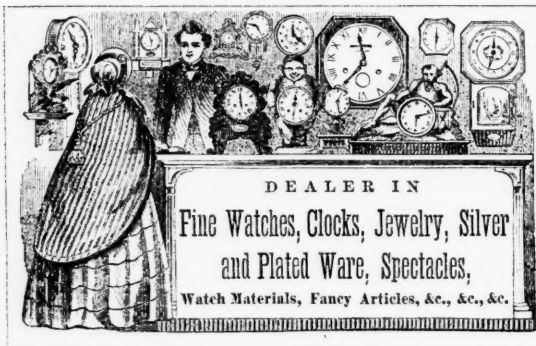 DEALER IN
Fine Watches, Clocks, Jewelry, Silver
and Plated Ware, Spectacles,
Watch Materials, Fancy Articles, &c., &c., &c.